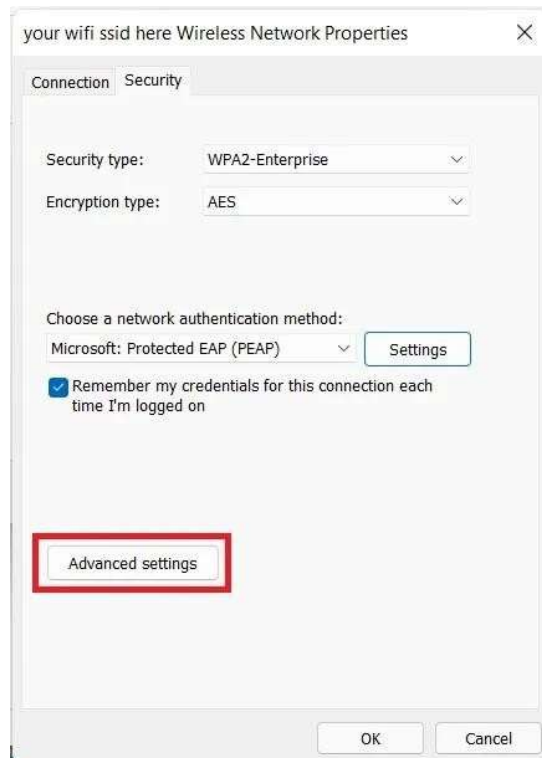 your wifi ssid here Wireless Network Properties
Connection Security
Security type: WPA2-Enterprise
Encryption type: AES
Choose a network authentication method:
Microsoft: Protected EAP (PEAP) Settings
Remember my credentials for this connection each
time I'm logged on
Advanced settings
OK Cancel